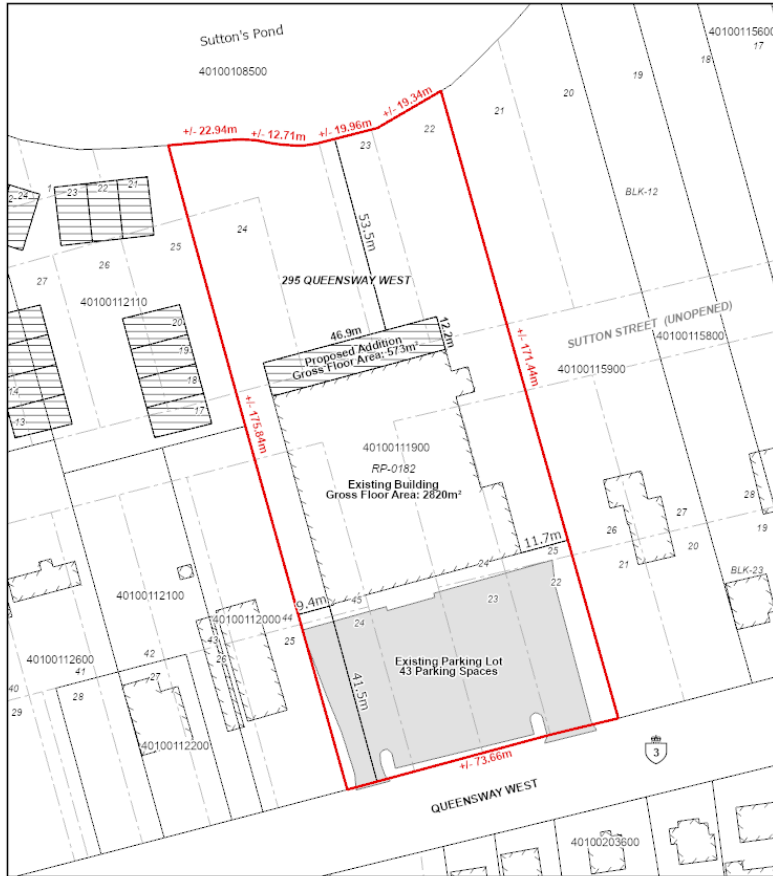 Sutton's Pond
40100108500
40100115600
17
18
19
20
21
+/- 22.94m
+/- 12.71m
+/- 19.96m
+/- 19.34m
22
23
24
1
23
22
21
24
25
26
27
40100112110
BLK-12
53.5m
295 QUEENSWAY WEST
SUTTON STREET (UNOPENED)
40100115800
40100115900
46.9m
12.2m
Proposed Addition
Gross Floor Area: 573m²
+/- 171.44m
+/- 175.84m
20
19
18
17
14
13
40100111900
RP-0182
Existing Building
Gross Floor Area: 2820m²
28
19
27
20
26
21
11.7m
24
25
22
23
BLK-23
9.4m
45
24
44
25
40100112100
40100112000
43
26
42
27
40100112600
41
28
40
29
40100112200
Existing Parking Lot
43 Parking Spaces
41.5m
+/- 73.66m
3
QUEENSWAY WEST
40100203600